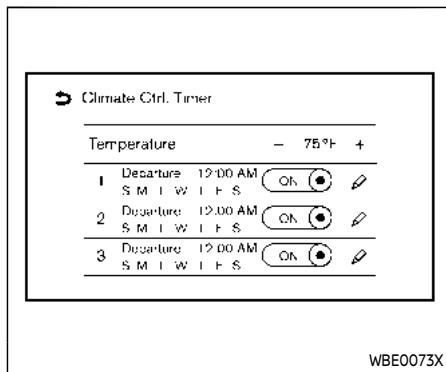 Climate Ctrl. Timer
Temperature − 75°F +
1 Departure 12:00 AM ON
S M T W T F S
2 Departure 12:00 AM ON
S M T W T F S
3 Departure 12:00 AM ON
S M T W T F S
WBE0073X